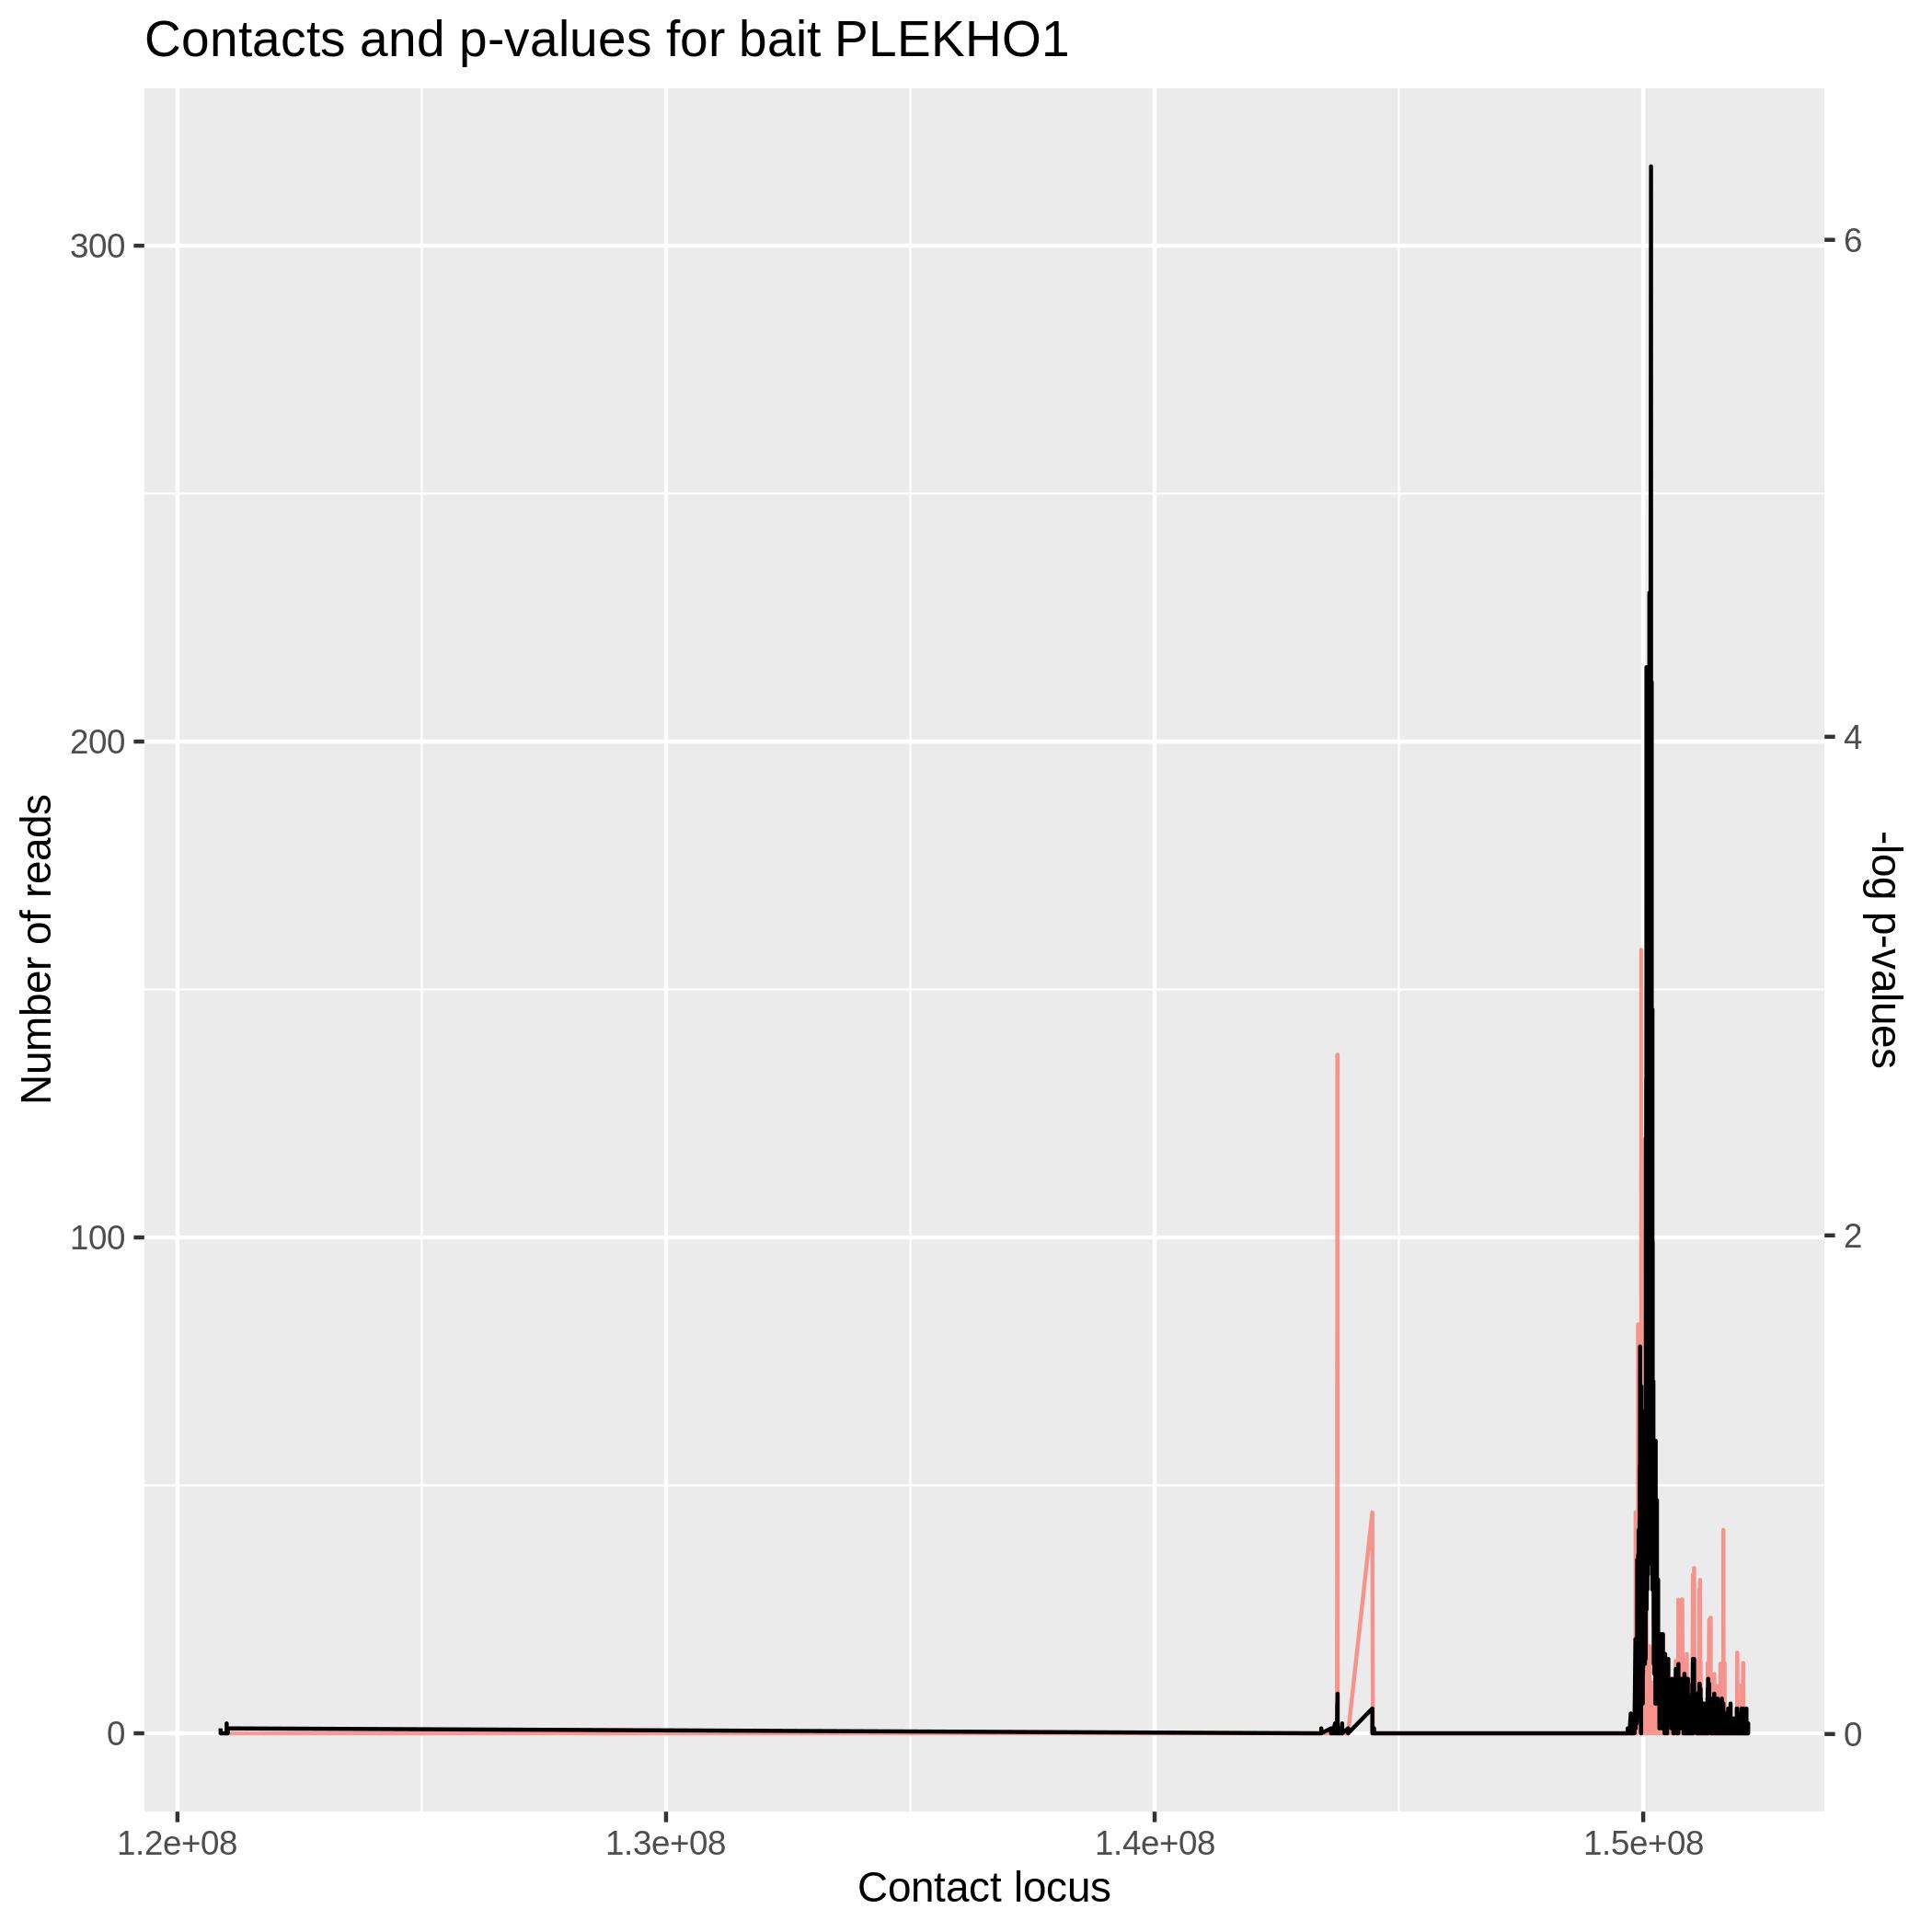 Contacts and p-values for bait PLEKHO1
300
200
100
0
6
4
2
0
Number of reads
-log p-values
1.2e+08
1.3e+08
1.4e+08
1.5e+08
Contact locus